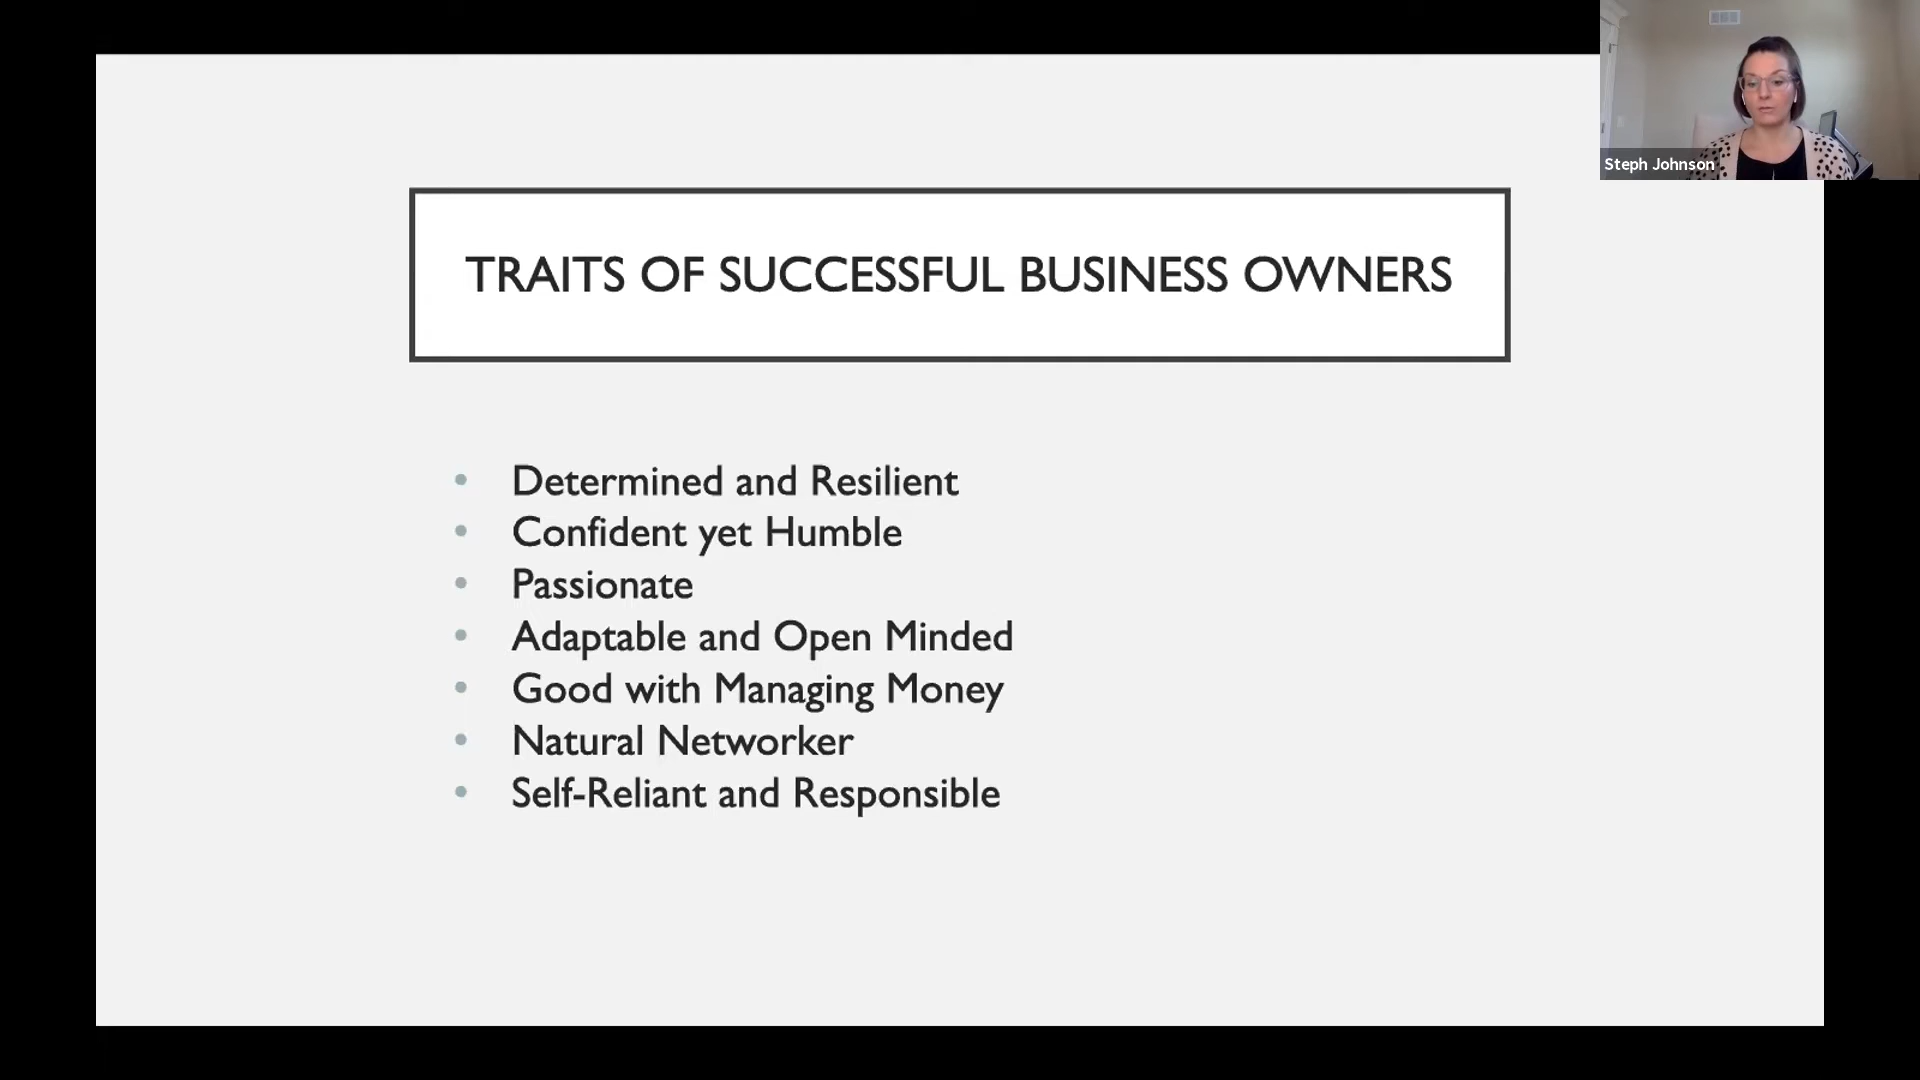 Steph Johnson
TRAITS OF SUCCESSFUL BUSINESS OWNERS
• Determined and Resilient
• Confident yet Humble
• Passionate
• Adaptable and Open Minded
• Good with Managing Money
• Natural Networker
• Self-Reliant and Responsible